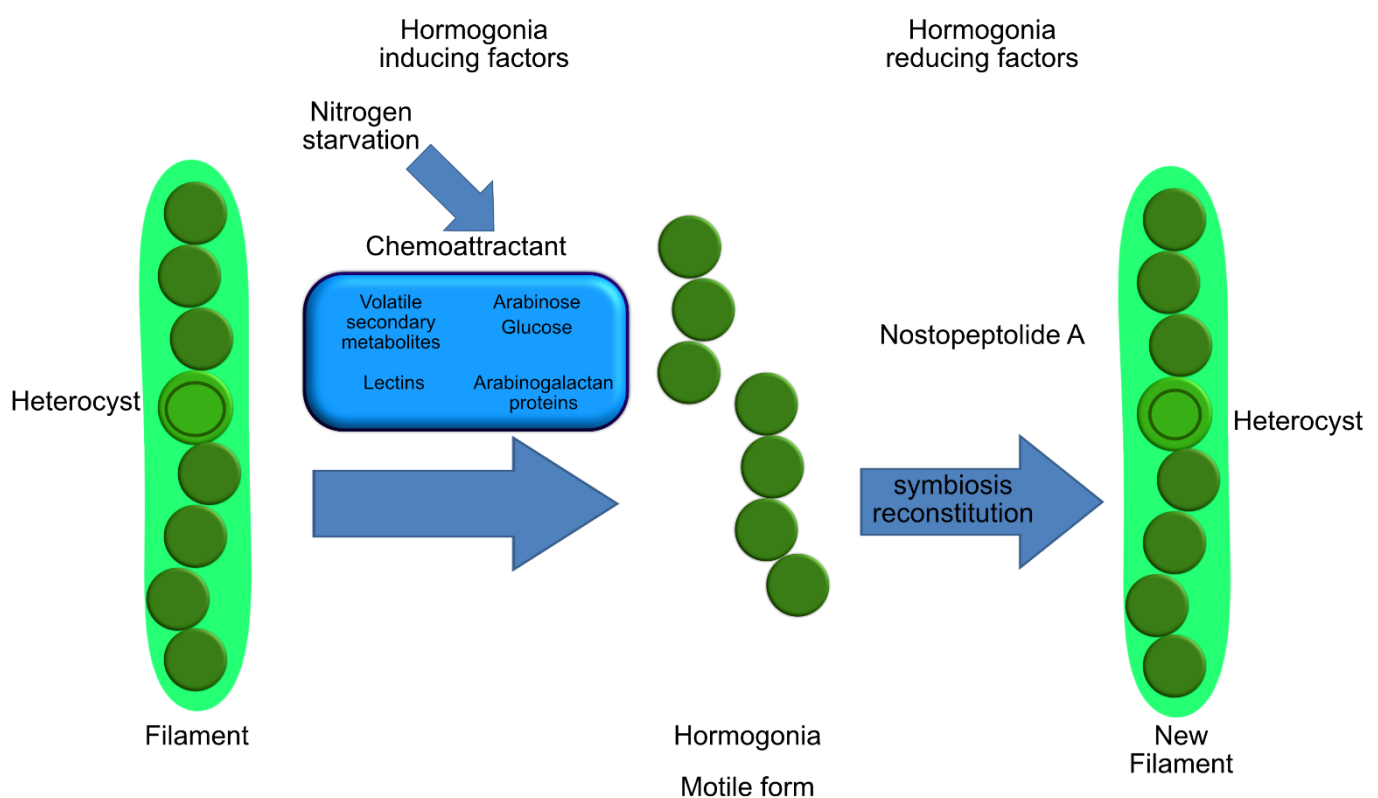 Hormogonia
inducing factors
Hormogonia
reducing factors
Nitrogen
starvation
Chemoattractant
Volatile
secondary
metabolites
Arabinose
Glucose
Lectins
Arabinogalactan
proteins
Nostopeptolide A
Heterocyst
Heterocyst
symbiosis
reconstitution
Filament
Hormogonia
Motile form
New
Filament